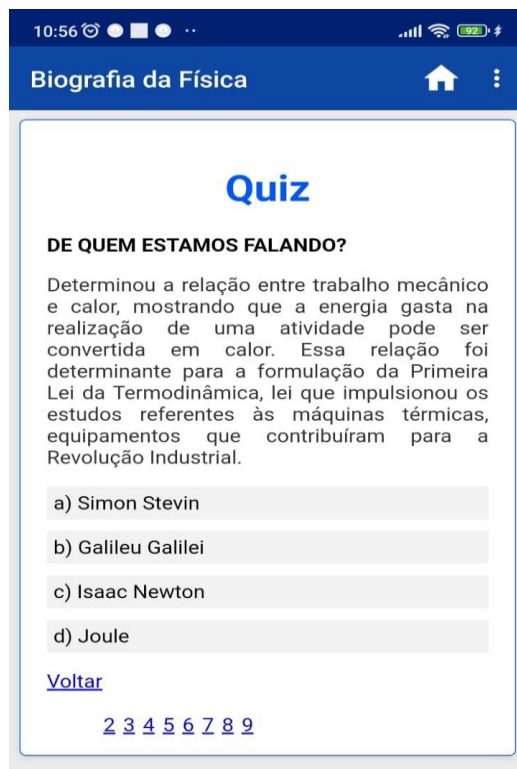 10:56
92
Biografia da Física
Quiz
DE QUEM ESTAMOS FALANDO?
Determinou a relação entre trabalho mecânico
e calor, mostrando que a energia gasta na
realização de uma atividade pode ser
convertida em calor. Essa relação foi
determinante para a formulação da Primeira
Lei da Termodinâmica, lei que impulsionou os
estudos referentes às máquinas térmicas,
equipamentos que contribuíram para a
Revolução Industrial.
a) Simon Stevin
b) Galileu Galilei
c) Isaac Newton
d) Joule
Voltar
2 3 4 5 6 7 8 9